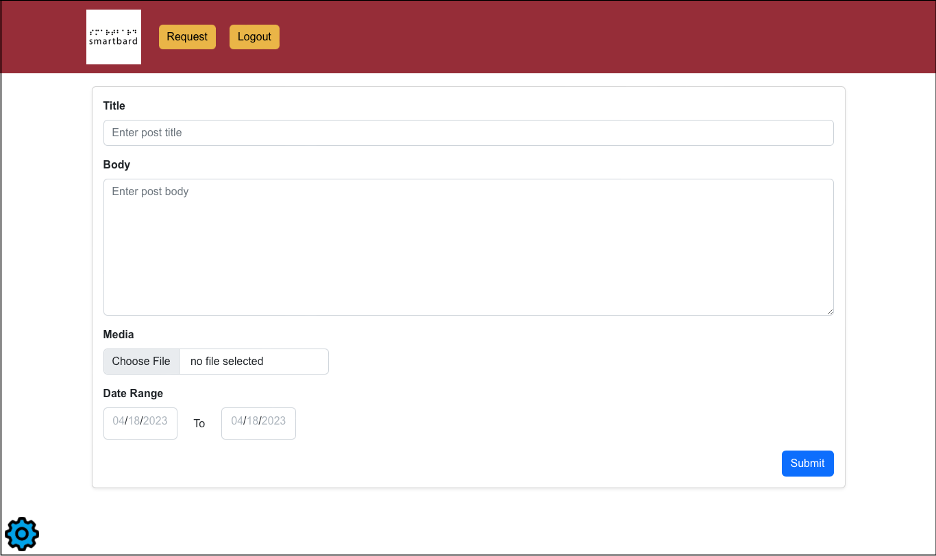 ⠎⠍⠁⠗⠞⠃⠁⠗⠙
smartbard
Request
Logout
Title
Enter post title
Body
Enter post body
Media
Choose File no file selected
Date Range
04/18/2023 To 04/18/2023
Submit